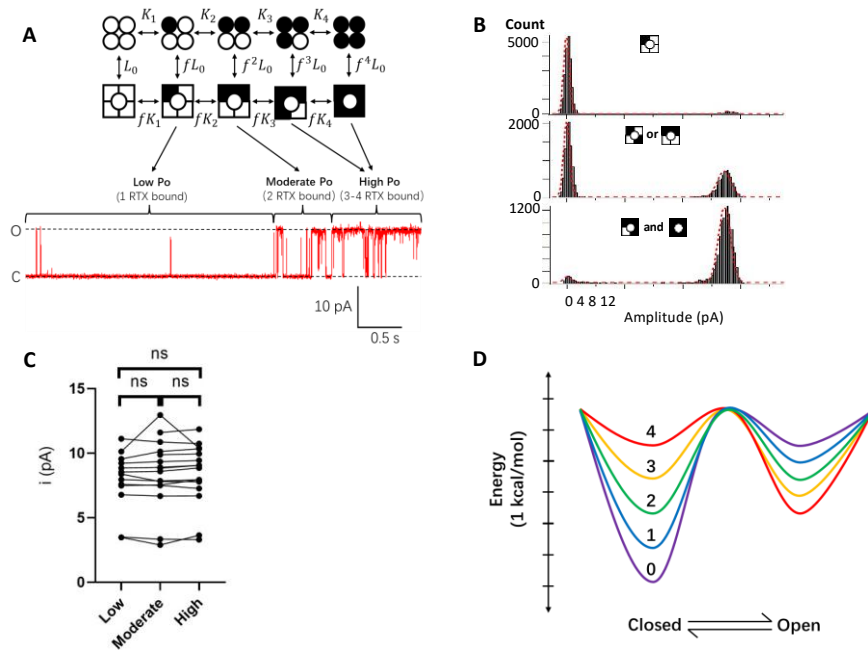 A
K₁ K₂ K₃ K₄
L₀ fL₀ f²L₀ f³L₀ f⁴L₀
fK₁ fK₂ fK₃ fK₄
Low Po
(1 RTX bound)
Moderate Po
(2 RTX bound)
High Po
(3-4 RTX bound)
O
C
10 pA
0.5 s
B
Count
5000
0
2000
or
0
1200
and
0
0 4 8 12
Amplitude (pA)
C
ns
ns ns
15
10
5
0
i (pA)
Low
Moderate
High
D
Energy
(1 kcal/mol)
4
3
2
1
0
Closed Open